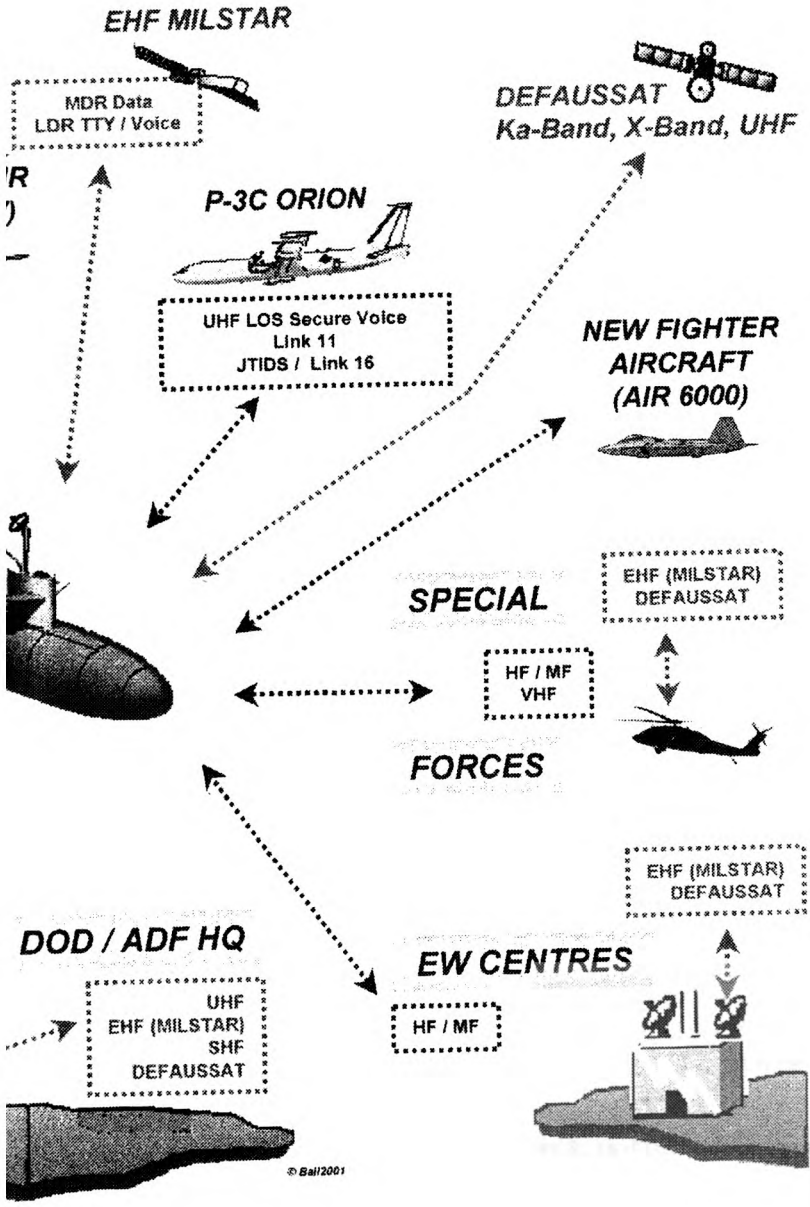 EHF MILSTAR
MDR Data
LDR TTY / Voice
DEFAUSSAT
Ka-Band, X-Band, UHF
IR
)
P-3C ORION
UHF LOS Secure Voice
Link 11
JTIDS / Link 16
NEW FIGHTER
AIRCRAFT
(AIR 6000)
SPECIAL
EHF (MILSTAR)
DEFAUSSAT
HF / MF
VHF
FORCES
EHF (MILSTAR)
DEFAUSSAT
DOD / ADF HQ
EW CENTRES
UHF
EHF (MILSTAR)
SHF
DEFAUSSAT
HF / MF
© Ball2001